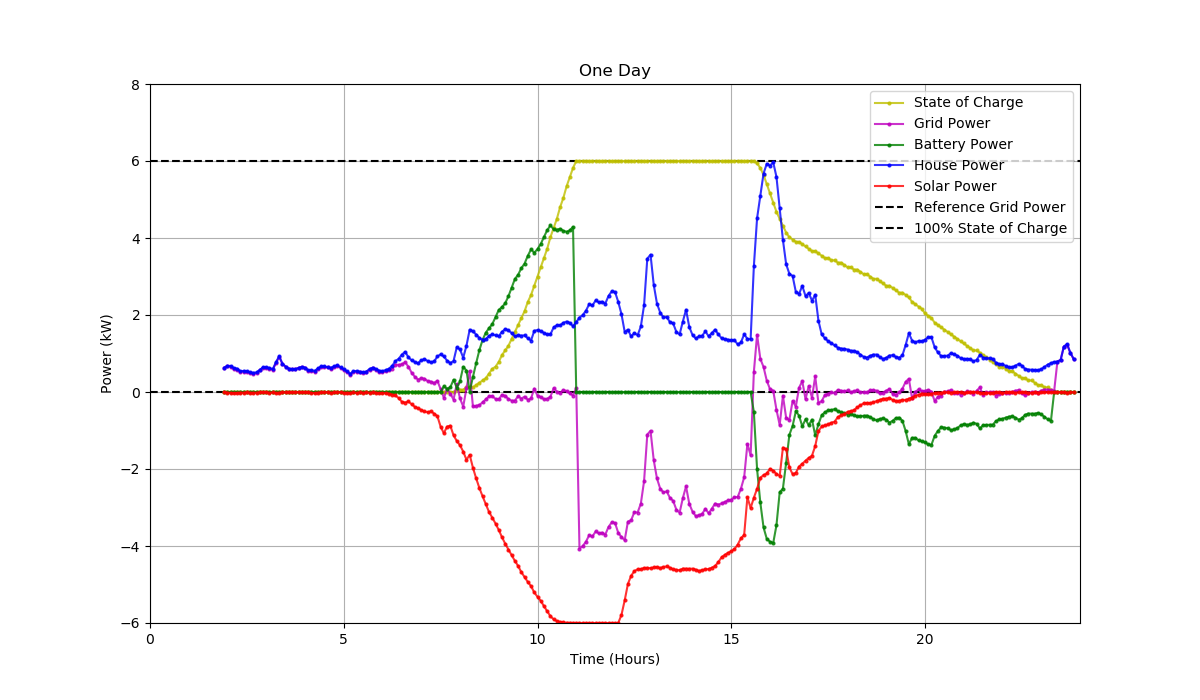 One Day
8
6
4
2
0
−2
−4
−6
Power (kW)
0
5
10
15
20
Time (Hours)
State of Charge
Grid Power
Battery Power
House Power
Solar Power
Reference Grid Power
100% State of Charge